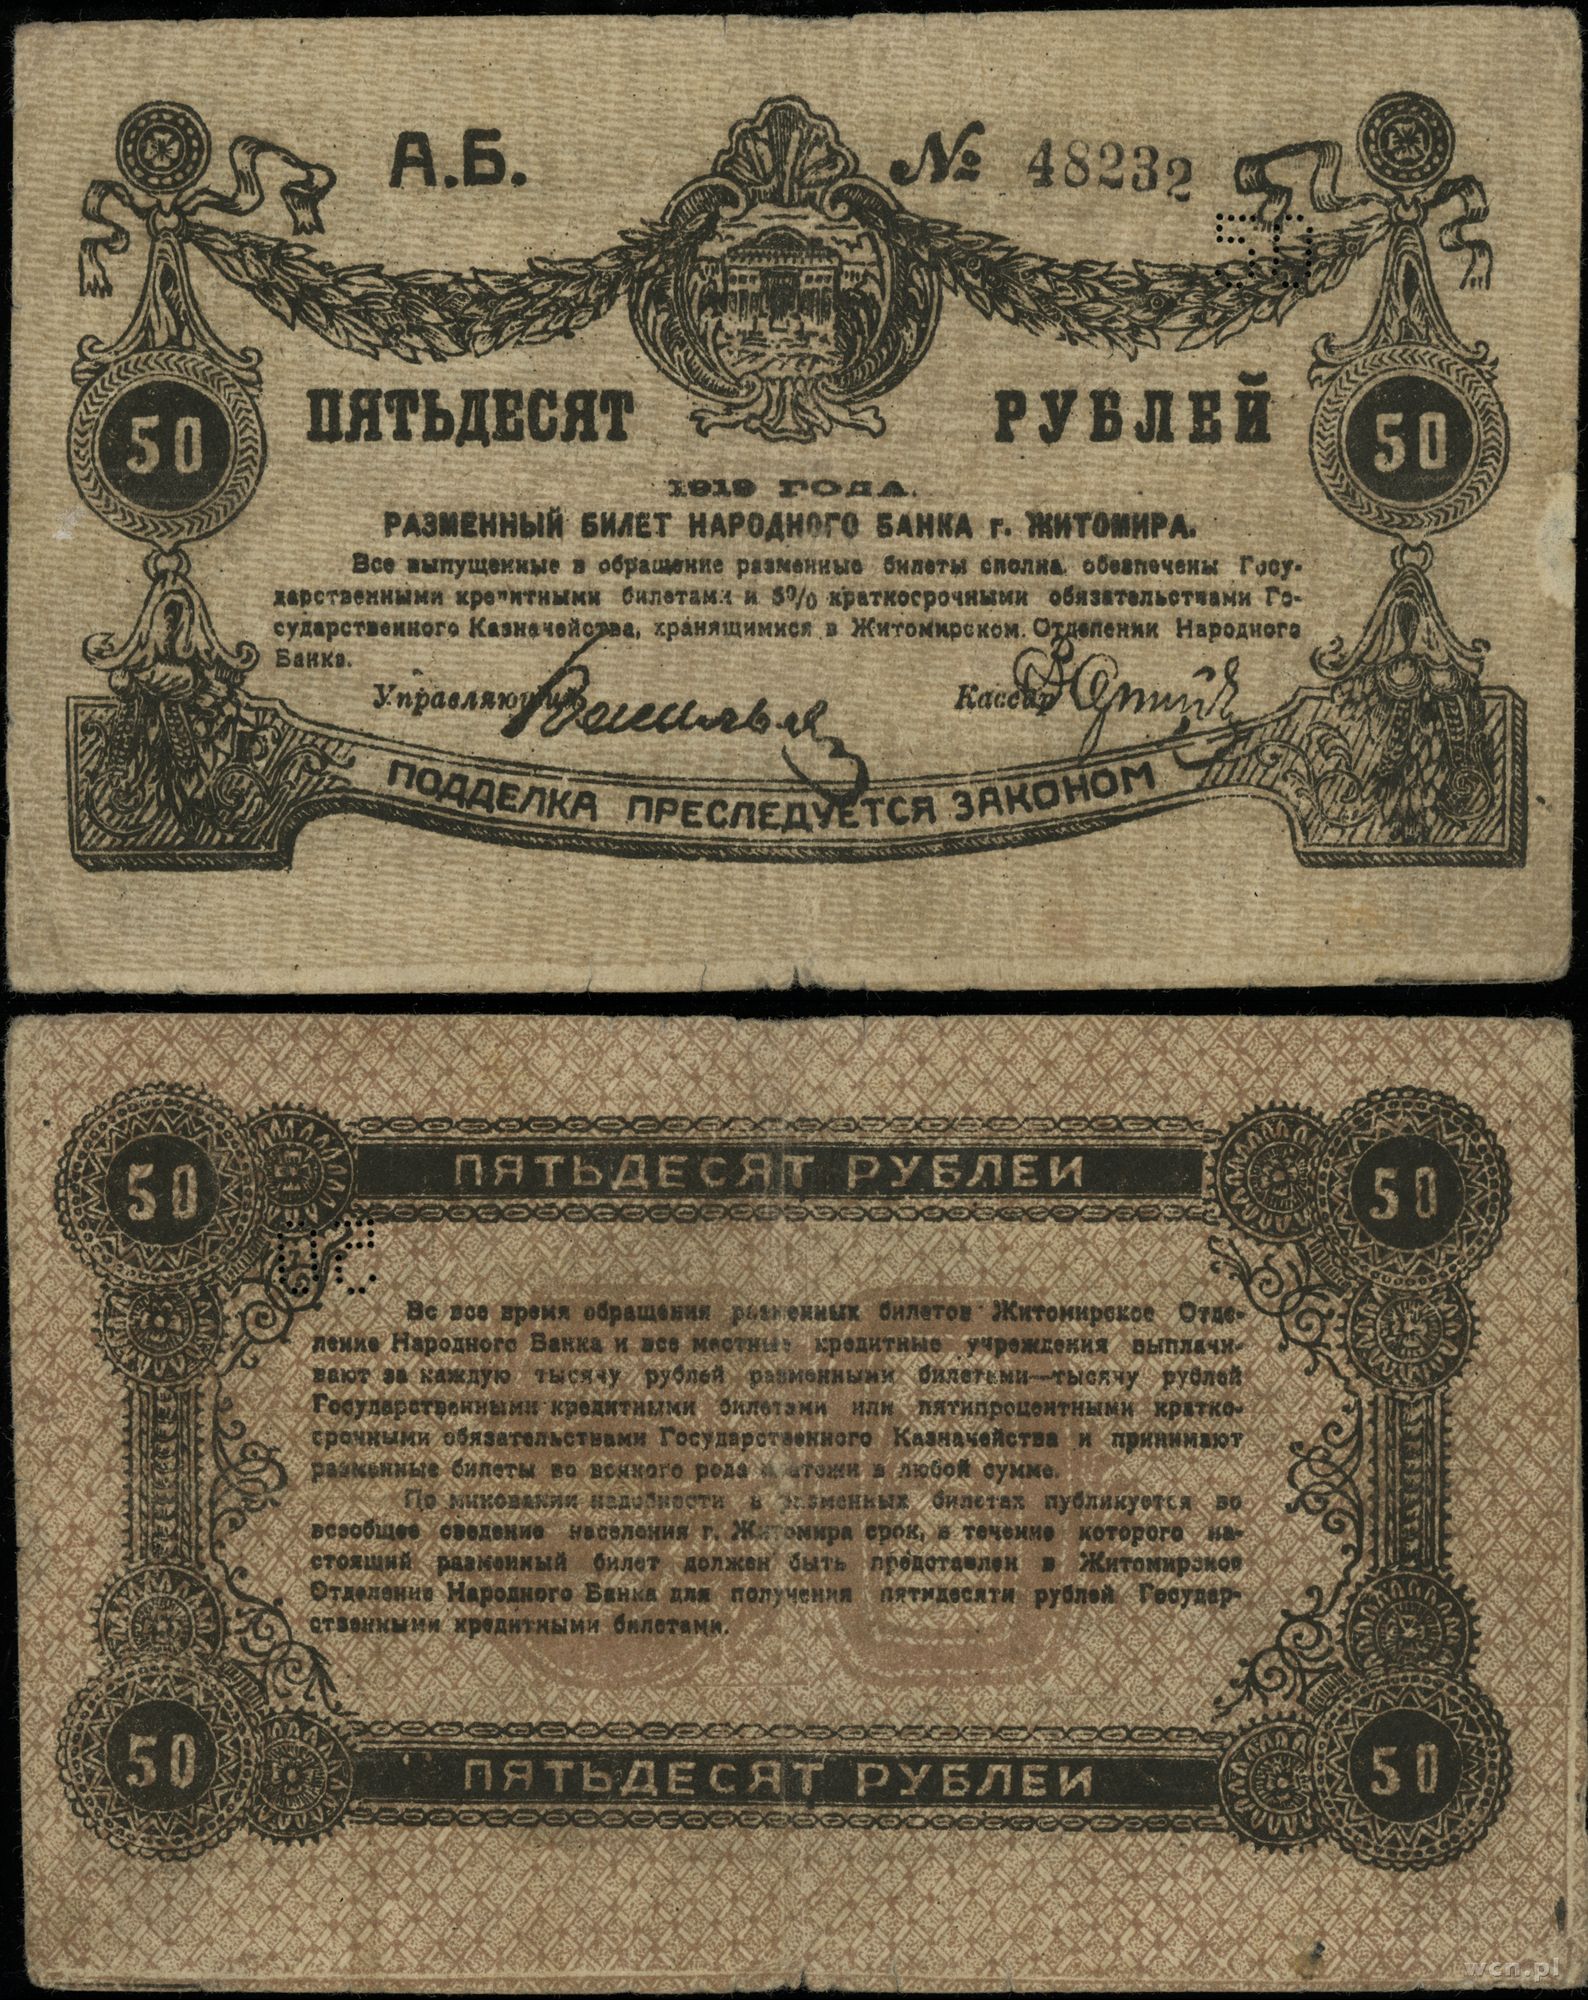 А.Б.
№ 48232
50
ПЯТЬДЕСЯТ РУБЛЕЙ
50
50
1919 ГОДА.
РАЗМЕННЫЙ БИЛЕТ НАРОДНОГО БАНКА г. ЖИТОМИРА.
Все выпущенные в обращение разменные билеты сполна обезпечены Госу-
дарственными кредитными билетами и 5% краткосрочными обязательствами Го-
сударственного Казначейства, хранящимися в Житомирском Отделении Народного
Банка.
Управляющий
Кассир
ПОДДЕЛКА ПРЕСЛЕДУЕТСЯ ЗАКОНОМ
50
ПЯТЬДЕСЯТ РУБЛЕЙ
50
50
Во все время обращения разменных билетов Житомирское Отде-
ление Народного Банка и все местные кредитные учреждения выплачи-
вают за каждую тысячу рублей разменными билетами—тысячу рублей
Государственными кредитными билетами или пятипроцентными кратко-
срочными обязательствами Государственного Казначейства и принимают
разменные билеты во всякого рода платежи в любой сумме.
По миновании надобности в разменных билетах публикуется во
всеобщее сведение населения г. Житомира срок, в течение которого на-
стоящий разменный билет должен быть представлен в Житомирское
Отделение Народного Банка для получения пятидесяти рублей Государ-
ственными кредитными билетами.
50
ПЯТЬДЕСЯТ РУБЛЕЙ
50
wcn.pl